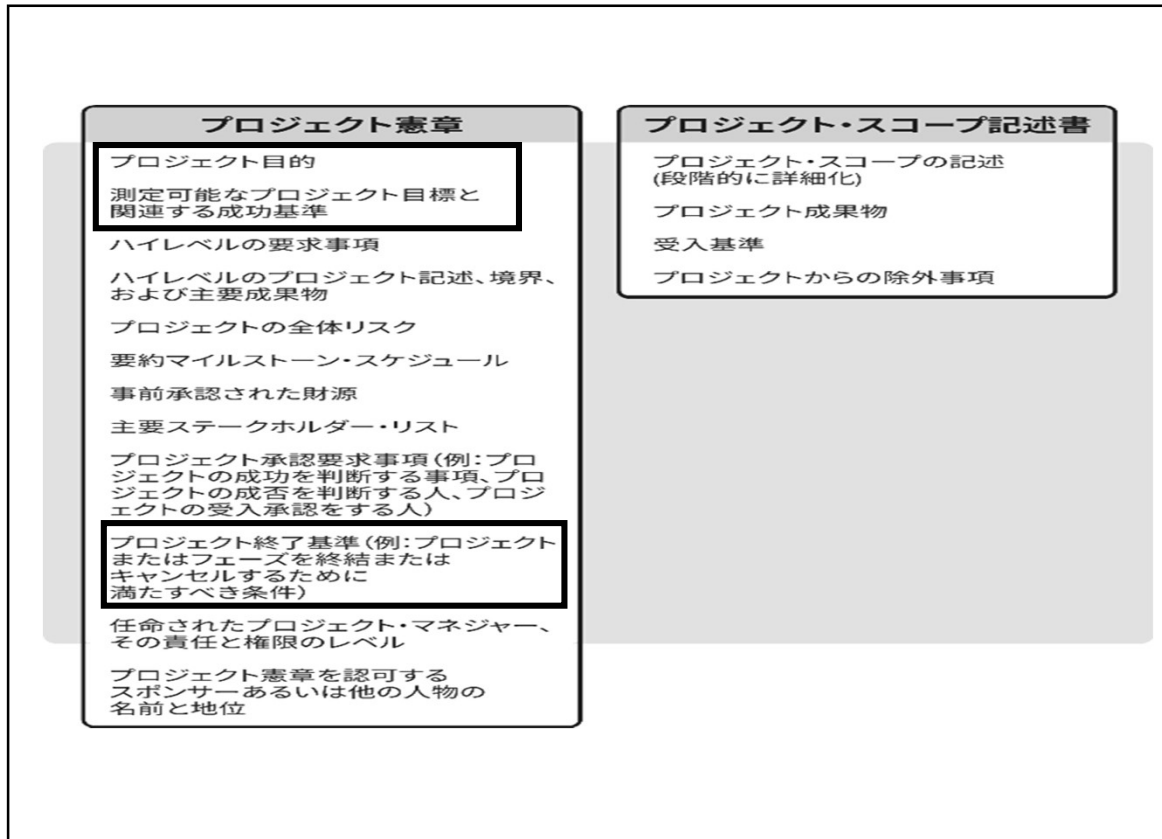 プロジェクト憲章
プロジェクト目的
測定可能なプロジェクト目標と
関連する成功基準
ハイレベルの要求事項
ハイレベルのプロジェクト記述、境界、
および主要成果物
プロジェクトの全体リスク
要約マイルストーン・スケジュール
事前承認された財源
主要ステークホルダー・リスト
プロジェクト承認要求事項(例:プロ
ジェクトの成功を判断する事項、プロ
ジェクトの成否を判断する人、プロジ
ェクトの受入承認をする人)
プロジェクト終了基準(例:プロジェクト
またはフェーズを終結または
キャンセルするために
満たすべき条件)
任命されたプロジェクト・マネジャー、
その責任と権限のレベル
プロジェクト憲章を認可する
スポンサーあるいは他の人物の
名前と地位
プロジェクト・スコープ記述書
プロジェクト・スコープの記述
(段階的に詳細化)
プロジェクト成果物
受入基準
プロジェクトからの除外事項